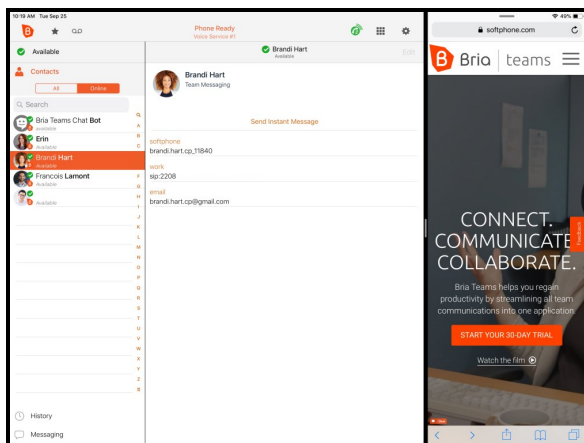 10:19 AM Tue Sep 25
Phone Ready
Voice Service #1
Available
Contacts
All Online
Search
Bria Teams Chat Bot
available
Erin
Available
Brandi Hart
Available
Francois Lamont
Available
Available
A
B
C
F
G
H
I
J
K
L
M
N
O
P
Q
R
S
T
U
V
W
X
Y
Z
#
History
Messaging
Brandi Hart
Available
Edit
Brandi Hart
Team Messaging
Send Instant Message
softphone
brandi.hart.cp_11840
work
sip:2208
email
brandi.hart.cp@gmail.com
49%
softphone.com
Bria teams
CONNECT.
COMMUNICATE
COLLABORATE.
Feedback
Bria Teams helps you regain
productivity by streamlining all team
communications into one application.
START YOUR 30-DAY TRIAL
Watch the film